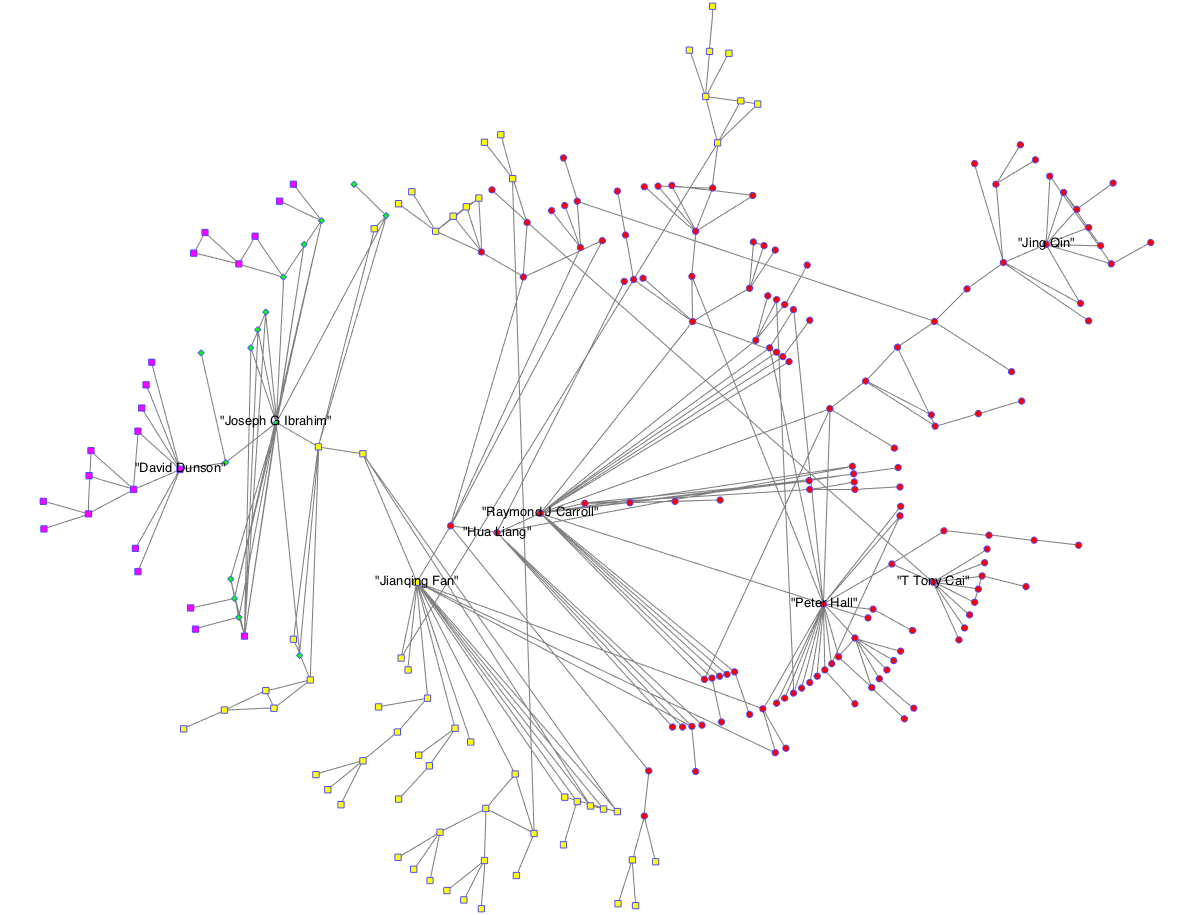 "Jing Qin"
"Joseph G Ibrahim"
"David Dunson"
"Raymond J Carroll"
"Hua Liang"
"Jianqing Fan"
"T Tony Cai"
"Peter Hall"